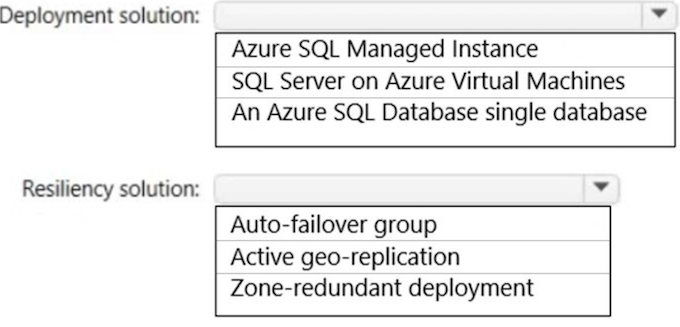 Deployment solution:
Azure SQL Managed Instance
SQL Server on Azure Virtual Machines
An Azure SQL Database single database
Resiliency solution:
Auto-failover group
Active geo-replication
Zone-redundant deployment